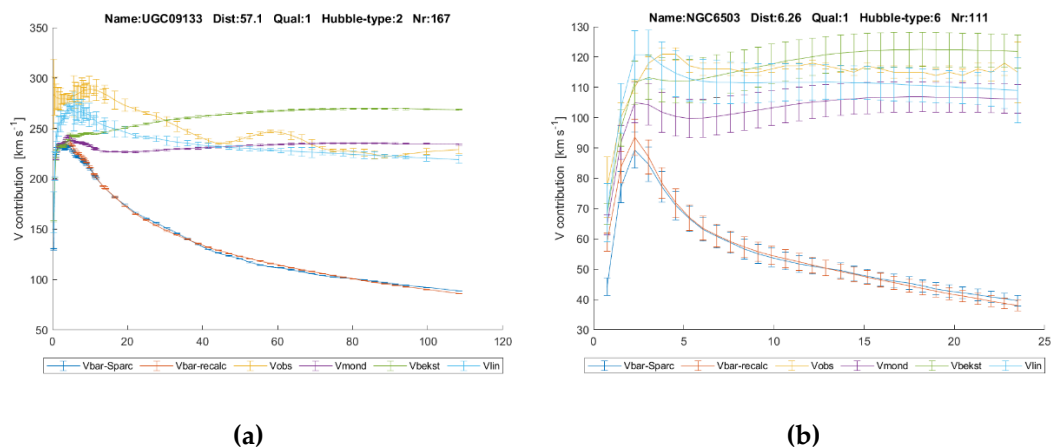 Name:UGC09133 Dist:57.1 Qual:1 Hubble-type:2 Nr:167
350
300
250
200
150
100
50
V contribution [km s⁻¹]
0 20 40 60 80 100 120
Vbar-Sparc Vbar-recalc Vobs Vmond Vbekst Vlin
(a)
Name:NGC6503 Dist:6.26 Qual:1 Hubble-type:6 Nr:111
130
120
110
100
90
80
70
60
50
40
30
V contribution [km s⁻¹]
0 5 10 15 20 25
Vbar-Sparc Vbar-recalc Vobs Vmond Vbekst Vlin
(b)